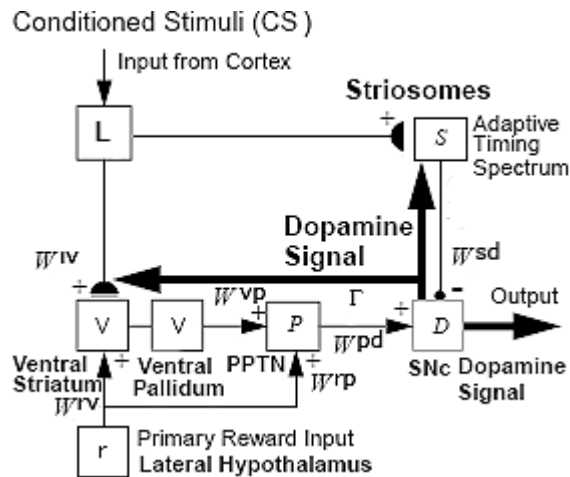 Conditioned Stimuli (CS)
Input from Cortex
Striosomes
L
+
S
Adaptive
Timing
Spectrum
Dopamine
Signal
W lv
W sd
+
W vp
Γ
+
-
Output
V
V
+
P
W pd
D
Ventral
Striatum
+
Ventral
Pallidum
PPTN
+
W rp
SNc Dopamine
Signal
W rv
r
Primary Reward Input
Lateral Hypothalamus